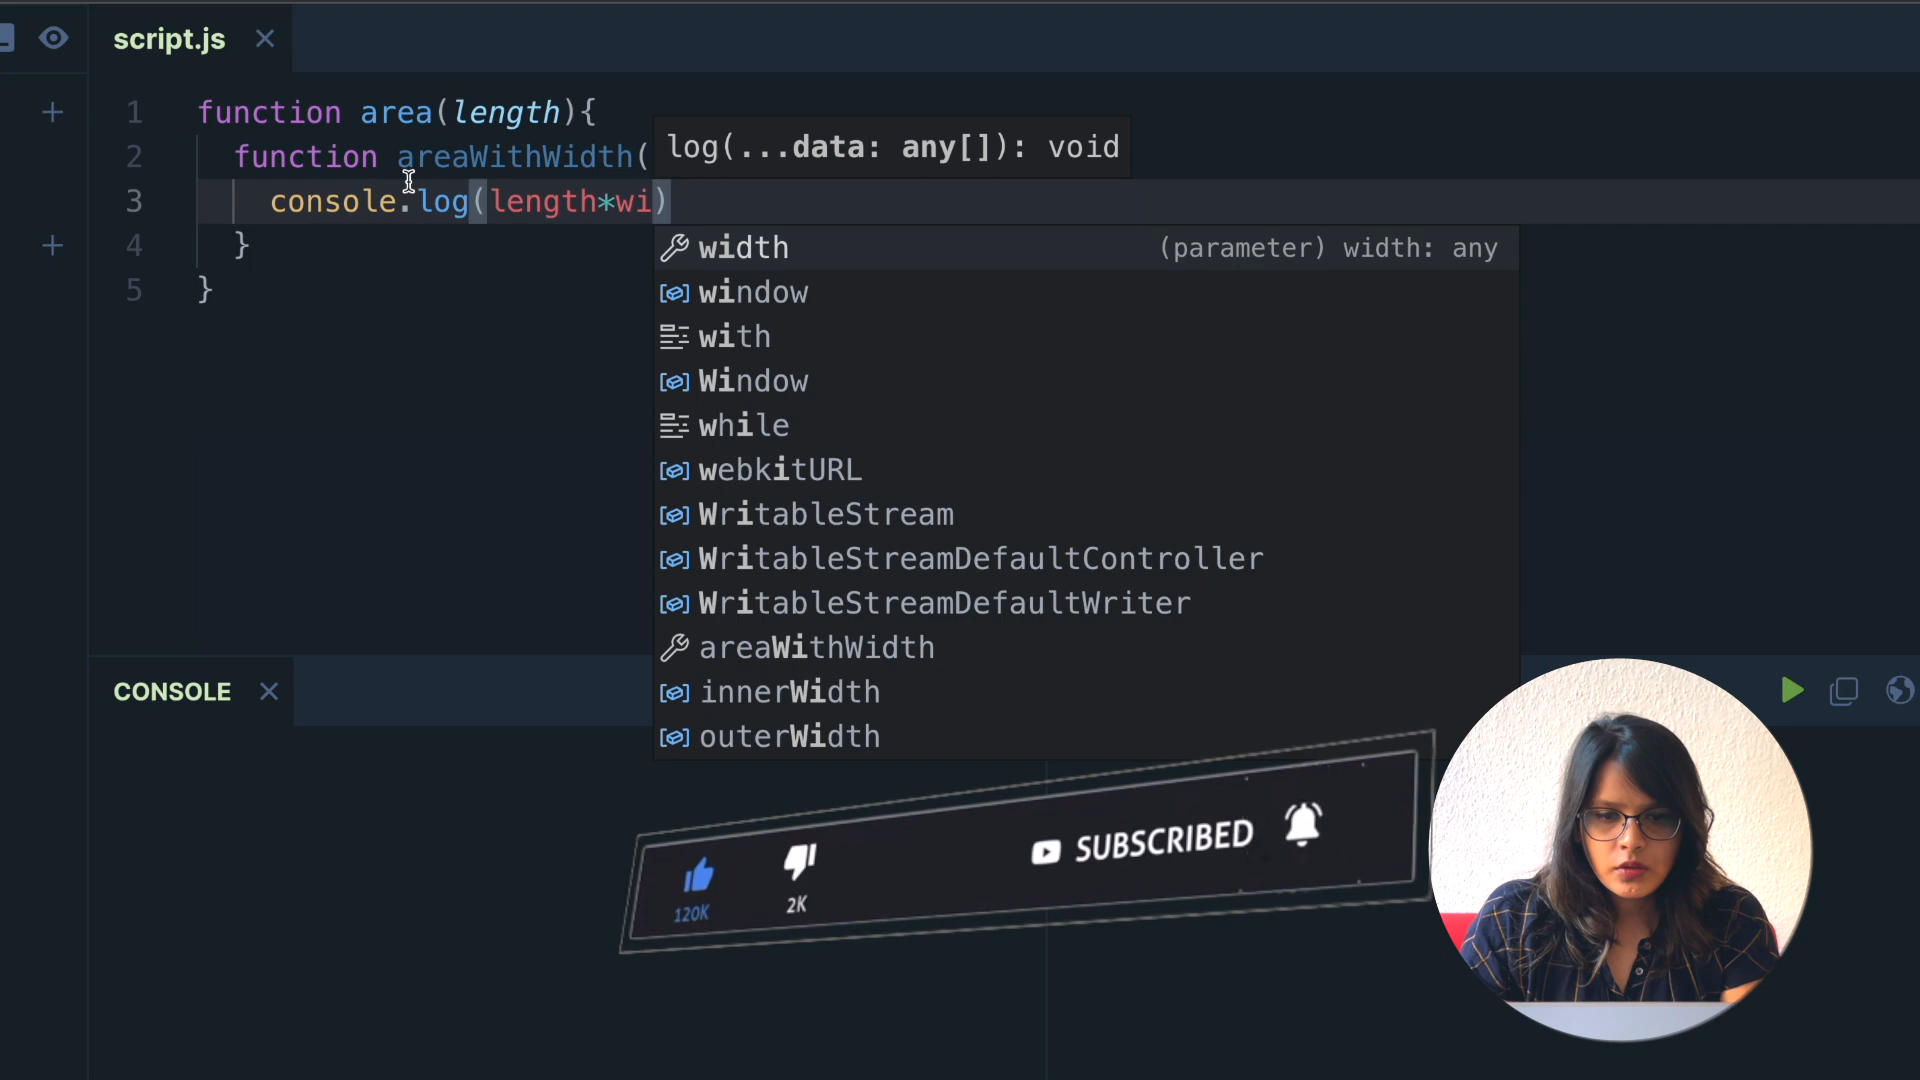 script.js
1 function area(length){
2 function areaWithWidth(
log(...data: any[]): void
3 console.log(length*wi)
4 }
5 }
width (parameter) width: any
window
with
Window
while
webkitURL
WritableStream
WritableStreamDefaultController
WritableStreamDefaultWriter
areaWithWidth
innerWidth
outerWidth
CONSOLE
120K
2K
SUBSCRIBED